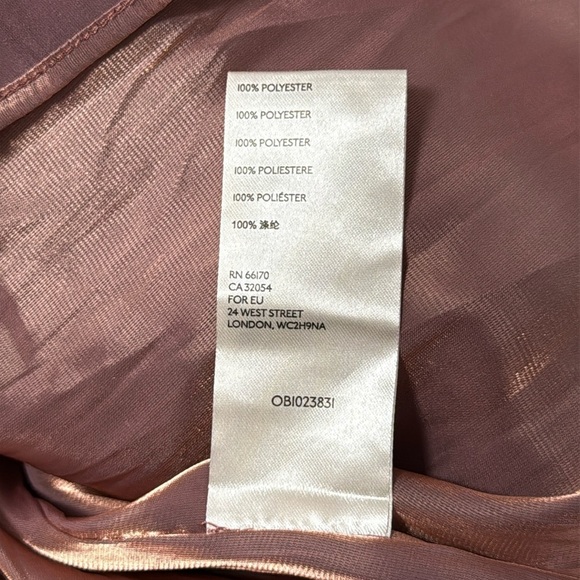 100% POLYESTER
100% POLYESTER
100% POLYESTER
100% POLIESTERE
100% POLIÉSTER
100% 涤纶
RN 66170
CA 32054
FOR EU
24 WEST STREET
LONDON, WC2H9NA
OB1023831